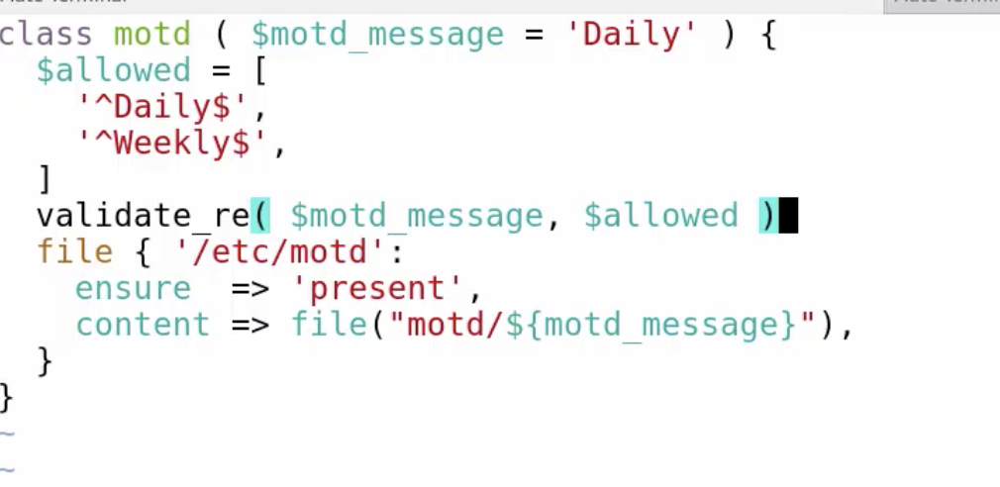 class motd ( $motd_message = 'Daily' ) {
  $allowed = [
    '^Daily$',
    '^Weekly$',
  ]
  validate_re( $motd_message, $allowed )
  file { '/etc/motd':
    ensure  => 'present',
    content => file("motd/${motd_message}"),
  }
}
~
~